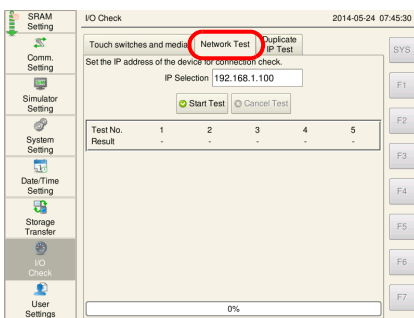 SRAM
Setting
Comm.
Setting
Simulator
Setting
System
Setting
Date/Time
Setting
Storage
Transfer
I/O
Check
User
Settings
I/O Check 2014-05-24 07:45:30
Touch switches and media Network Test Duplicate IP Test
Set the IP address of the device for connection check.
IP Selection 192.168.1.100
Start Test Cancel Test
Test No. 1 2 3 4 5
Result - - - - -
0%
SYS
F1
F2
F3
F4
F5
F6
F7